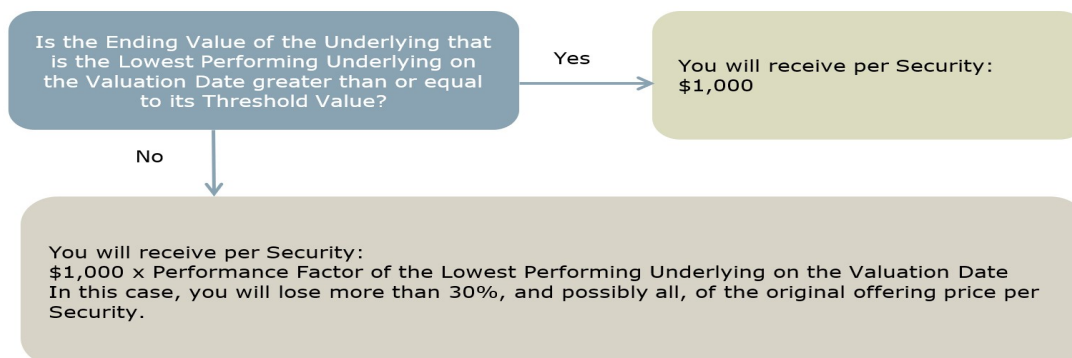 Is the Ending Value of the Underlying that
is the Lowest Performing Underlying on
the Valuation Date greater than or equal
to its Threshold Value?
Yes
You will receive per Security:
$1,000
No
You will receive per Security:
$1,000 x Performance Factor of the Lowest Performing Underlying on the Valuation Date
In this case, you will lose more than 30%, and possibly all, of the original offering price per
Security.